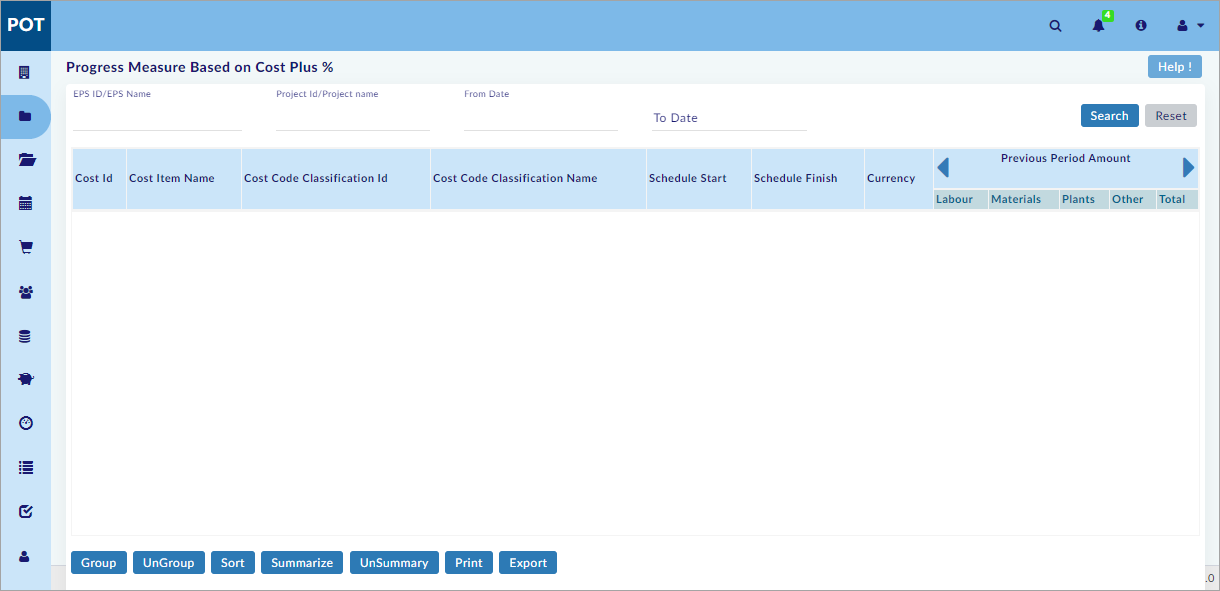 POT
4
Progress Measure Based on Cost Plus %
Help !
EPS ID/EPS Name
Project Id/Project name
From Date
To Date
Search
Reset
Cost Id
Cost Item Name
Cost Code Classification Id
Cost Code Classification Name
Schedule Start
Schedule Finish
Currency
Previous Period Amount
Labour
Materials
Plants
Other
Total
Group
UnGroup
Sort
Summarize
UnSummary
Print
Export
.0